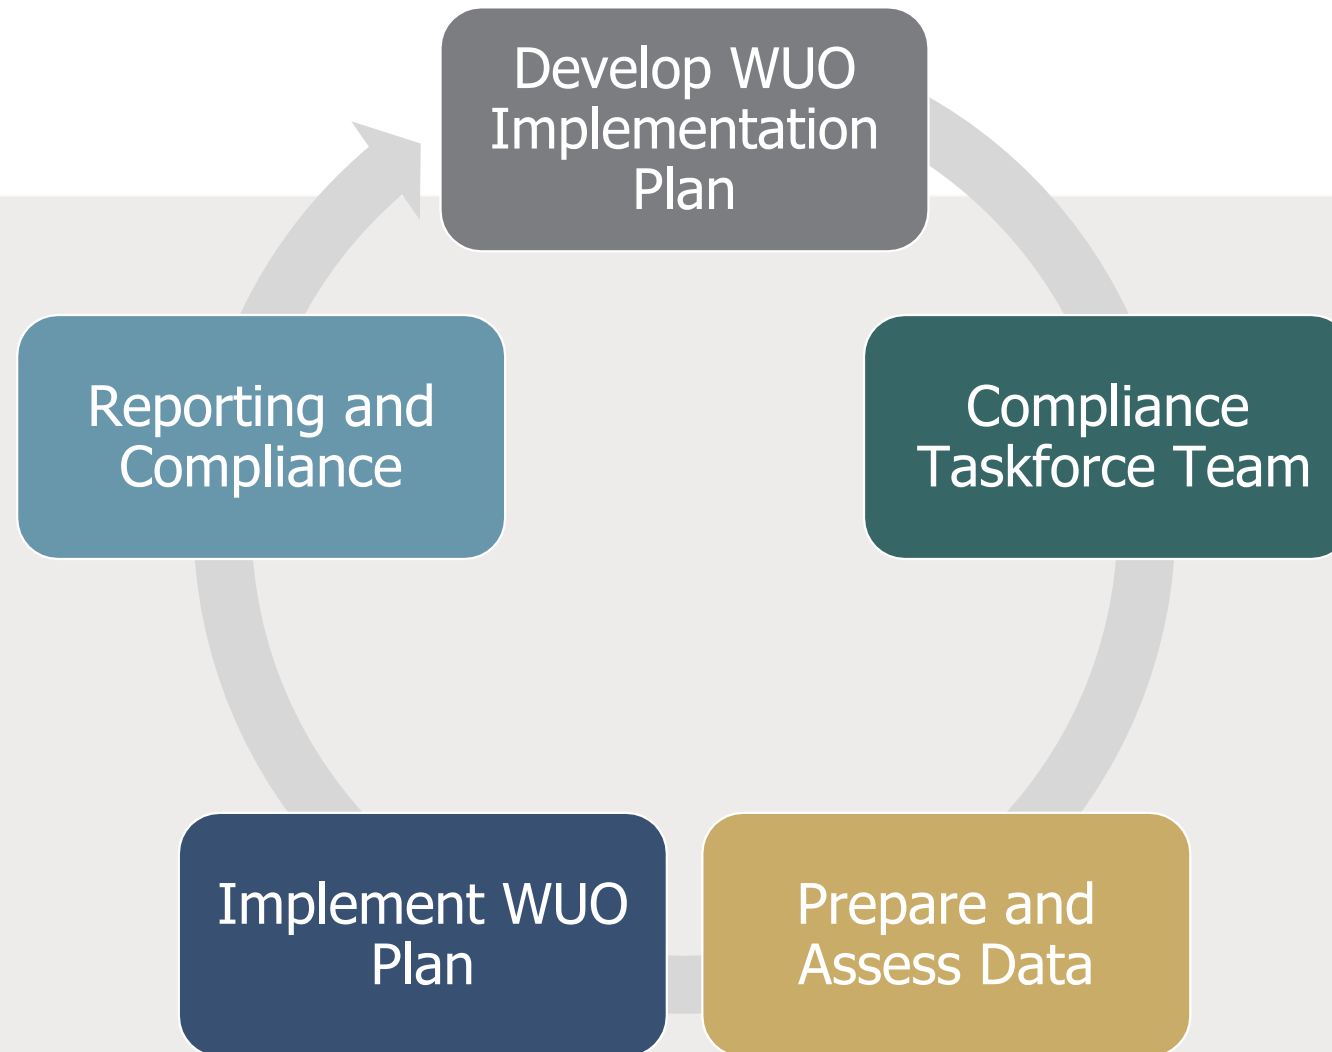 Develop WUO
Implementation
Plan
Reporting and
Compliance
Compliance
Taskforce Team
Implement WUO
Plan
Prepare and
Assess Data